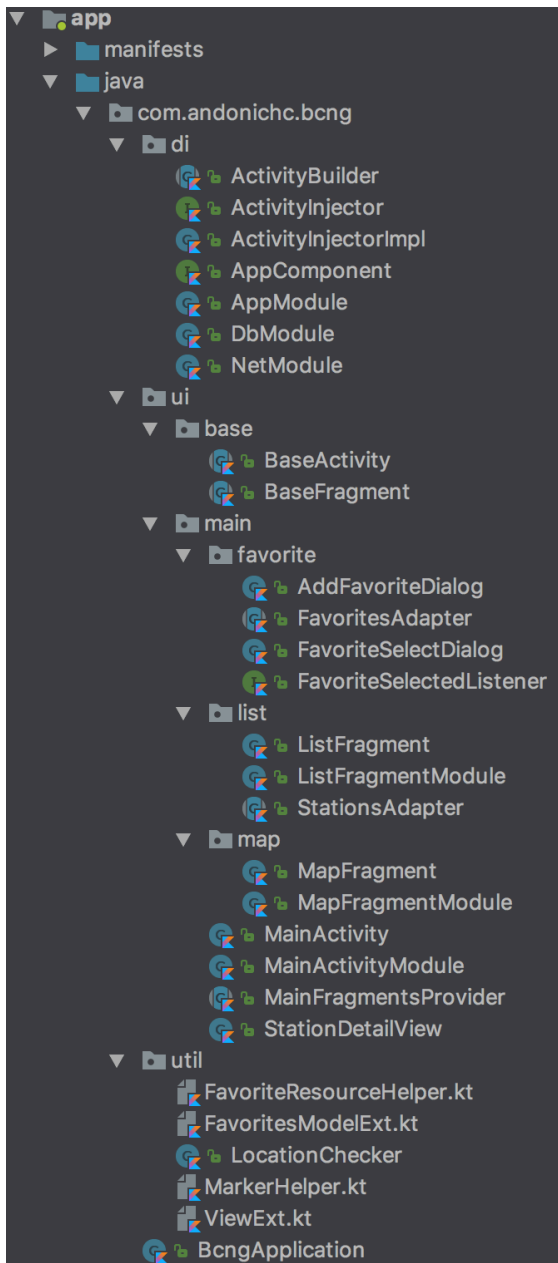 app
manifests
java
com.andonichc.bcng
di
ActivityBuilder
ActivityInjector
ActivityInjectorImpl
AppComponent
AppModule
DbModule
NetModule
ui
base
BaseActivity
BaseFragment
main
favorite
AddFavoriteDialog
FavoritesAdapter
FavoriteSelectDialog
FavoriteSelectedListener
list
ListFragment
ListFragmentModule
StationsAdapter
map
MapFragment
MapFragmentModule
MainActivity
MainActivityModule
MainFragmentsProvider
StationDetailView
util
FavoriteResourceHelper.kt
FavoritesModelExt.kt
LocationChecker
MarkerHelper.kt
ViewExt.kt
BcngApplication